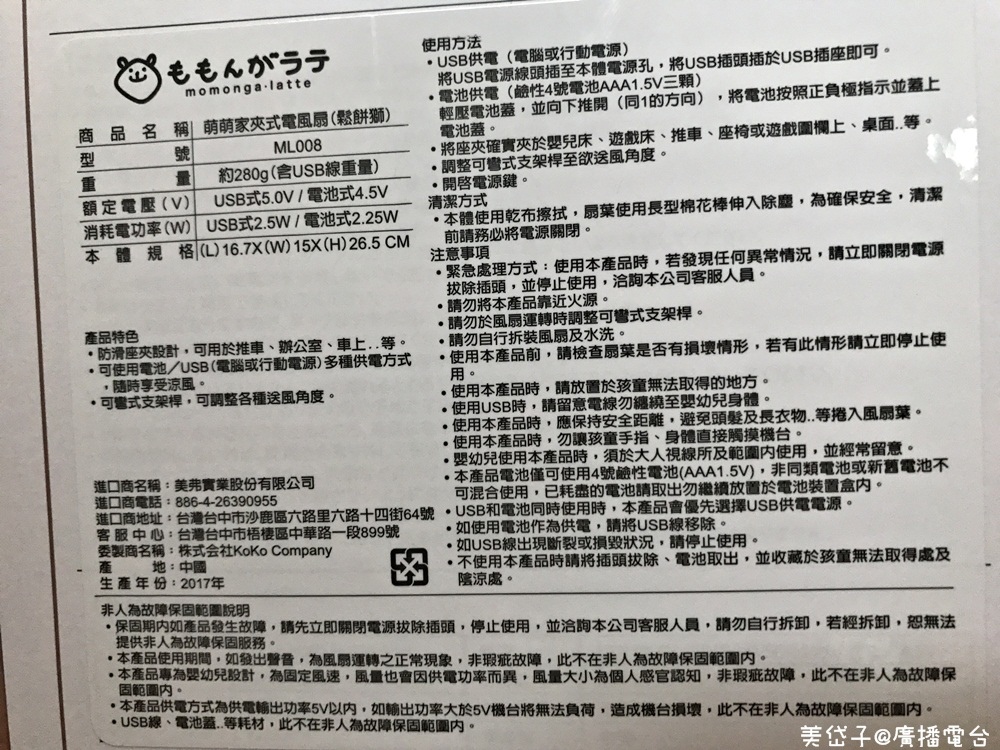 ももんがラテ
momonga·latte
商品名稱 萌萌家夾式電風扇(鬆餅獅)
型號 ML008
重量 約280g(含USB線重量)
額定電壓(V) USB式5.0V / 電池式4.5V
消耗電功率(W) USB式2.5W / 電池式2.25W
本體規格 (L)16.7X(W)15X(H)26.5 CM
產品特色
•防滑座夾設計，可用於推車、辦公室、車上..等。
•可使用電池／USB(電腦或行動電源)多種供電方式
，隨時享受涼風。
•可彎式支架桿，可調整各種送風角度。
進口商名稱：美弗實業股份有限公司
進口商電話：886-4-26390955
進口商地址：台灣台中市沙鹿區六路里六路十四街64號
客服中心：台灣台中市梧棲區中華路一段899號
委製商名稱：株式会社KoKo Company
產地：中國
生產年份：2017年
使用方法
•USB供電（電腦或行動電源）
將USB電源線頭插至本體電源孔，將USB插頭插於USB插座即可。
•電池供電（鹼性4號電池AAA1.5V三顆）
輕壓電池蓋，並向下推開（同1的方向），將電池按照正負極指示並蓋上
電池蓋。
•將座夾確實夾於嬰兒床、遊戲床、推車、座椅或遊戲圍欄上、桌面..等。
•調整可彎式支架桿至欲送風角度。
•開啓電源鍵。
清潔方式
•本體使用乾布擦拭，扇葉使用長型棉花棒伸入除塵，為確保安全，清潔
前請務必將電源關閉。
注意事項
•緊急處理方式：使用本產品時，若發現任何異常情況，請立即關閉電源
拔除插頭，並停止使用，洽詢本公司客服人員。
•請勿將本產品靠近火源。
•請勿於風扇運轉時調整可彎式支架桿。
•請勿自行拆裝風扇及水洗。
•使用本產品前，請檢查扇葉是否有損壞情形，若有此情形請立即停止使
用。
•使用本產品時，請放置於孩童無法取得的地方。
•使用USB時，請留意電線勿纏繞至嬰幼兒身體。
•使用本產品時，應保持安全距離，避免頭髮及長衣物..等捲入風扇葉。
•使用本產品時，勿讓孩童手指、身體直接觸摸機台。
•嬰幼兒使用本產品時，須於大人視線所及範圍內使用，並經常留意。
•本產品電池僅可使用4號鹼性電池(AAA1.5V)，非同類電池或新舊電池不
可混合使用，已耗盡的電池請取出勿繼續放置於電池裝置盒內。
•USB和電池同時使用時，本產品會優先選擇USB供電電源。
•如使用電池作為供電，請將USB線移除。
•如USB線出現斷裂或損毀狀況，請停止使用。
•不使用本產品時請將插頭拔除、電池取出，並收藏於孩童無法取得處及
陰涼處。
非人為故障保固範圍說明
•保固期內如產品發生故障，請先立即關閉電源拔除插頭，停止使用，並洽詢本公司客服人員，請勿自行拆卸，若經拆卸，恕無法
提供非人為故障保固服務。
•本產品使用期間，如發出聲音，為風扇運轉之正常現象，非瑕疵故障，此不在非人為故障保固範圍內。
•本產品專為嬰幼兒設計，為固定風速，風量也會因供電功率而異，風量大小為個人感官認知，非瑕疵故障，此不在非人為故障保
固範圍內。
•本產品供電方式為供電輸出功率5V以內，如輸出功率大於5V機台將無法負荷，造成機台損壞，此不在非人為故障保固範圍內。
•USB線、電池蓋..等耗材，此不在非人為故障保固範圍內。
美岱子@廣播電台